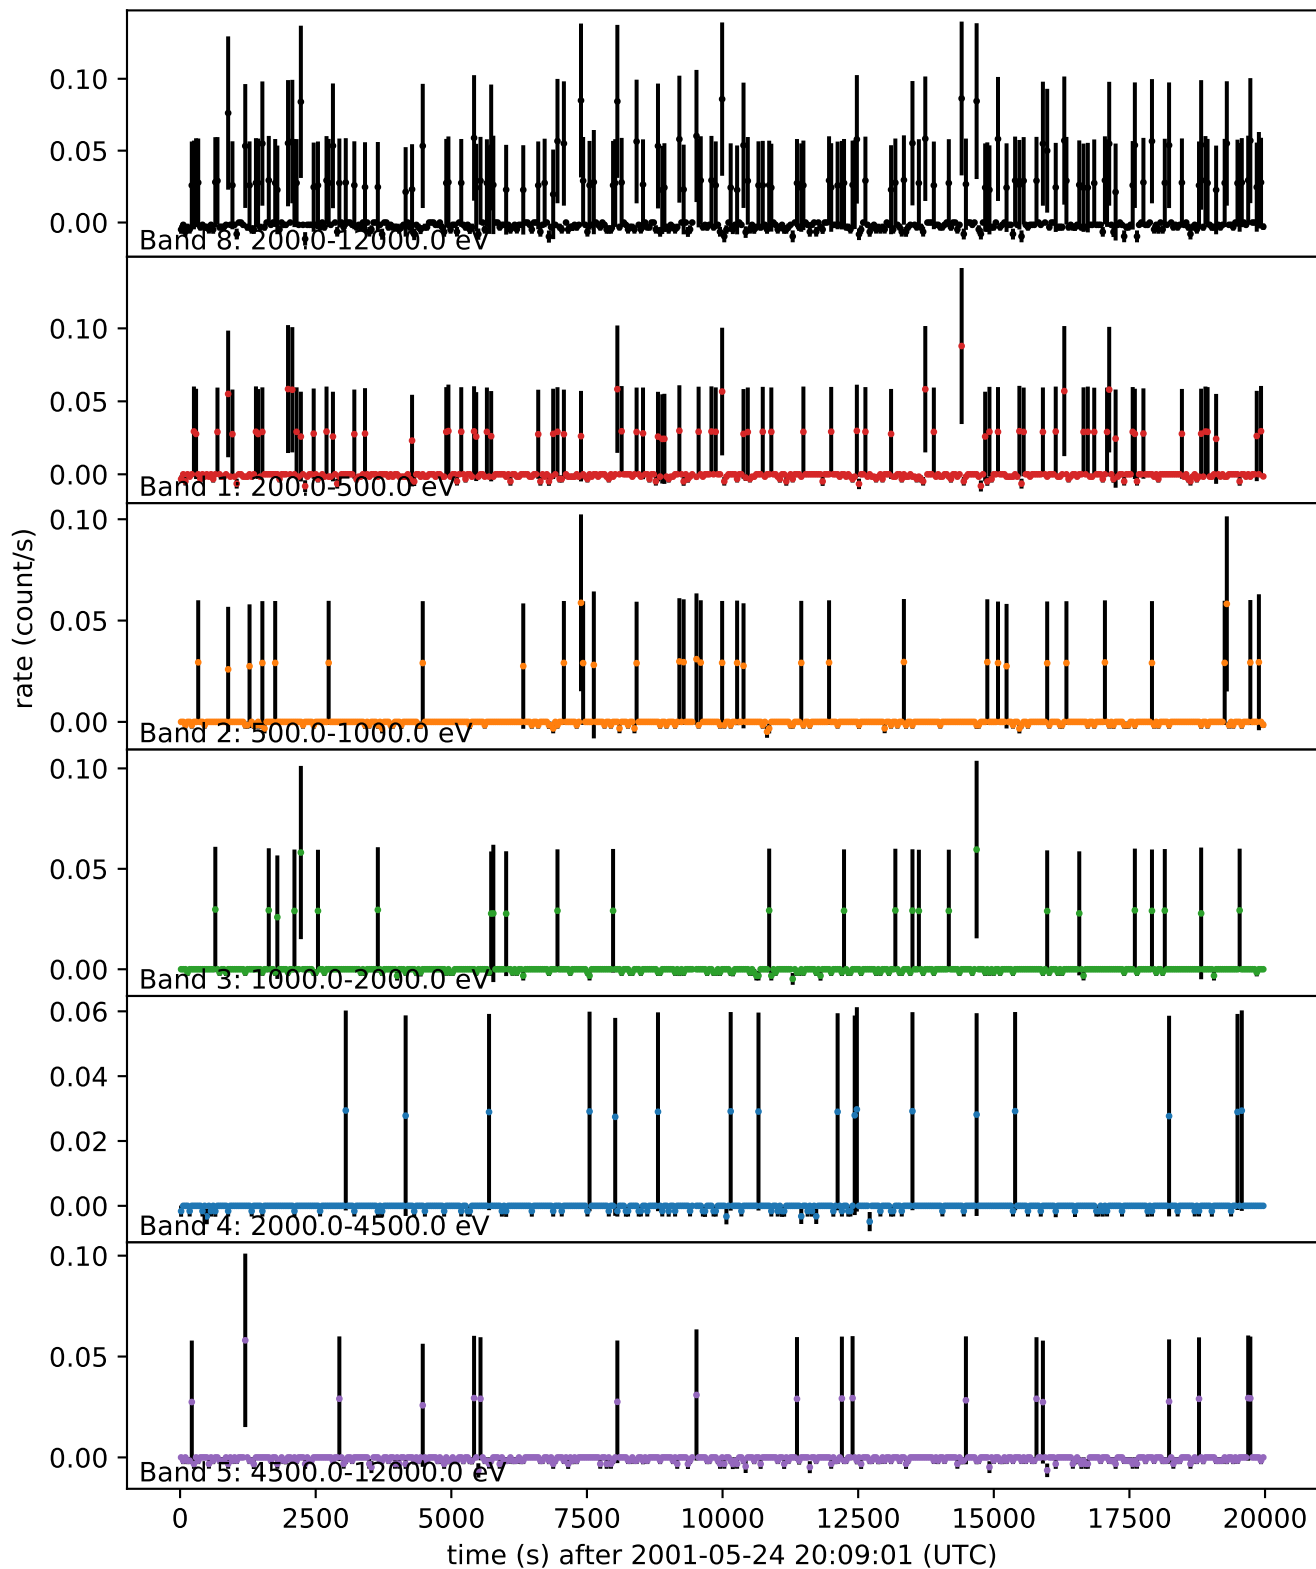 0.10
0.05
0.00
Band 8: 200.0-12000.0 eV
0.10
0.05
0.00
Band 1: 200.0-500.0 eV
0.10
0.05
0.00
Band 2: 500.0-1000.0 eV
rate (count/s)
0.10
0.05
0.00
Band 3: 1000.0-2000.0 eV
0.06
0.04
0.02
0.00
Band 4: 2000.0-4500.0 eV
0.10
0.05
0.00
Band 5: 4500.0-12000.0 eV
0 2500 5000 7500 10000 12500 15000 17500 20000
time (s) after 2001-05-24 20:09:01 (UTC)